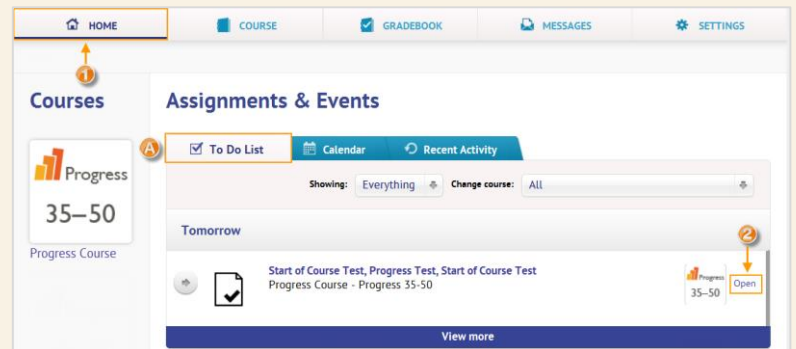 HOME
COURSE
GRADEBOOK
MESSAGES
SETTINGS
1
Courses
Assignments & Events
A
To Do List
Calendar
Recent Activity
Progress
35–50
Progress Course
Showing:
Everything
Change course:
All
Tomorrow
2
Start of Course Test, Progress Test, Start of Course Test
Progress Course - Progress 35-50
Progress
35–50
Open
View more